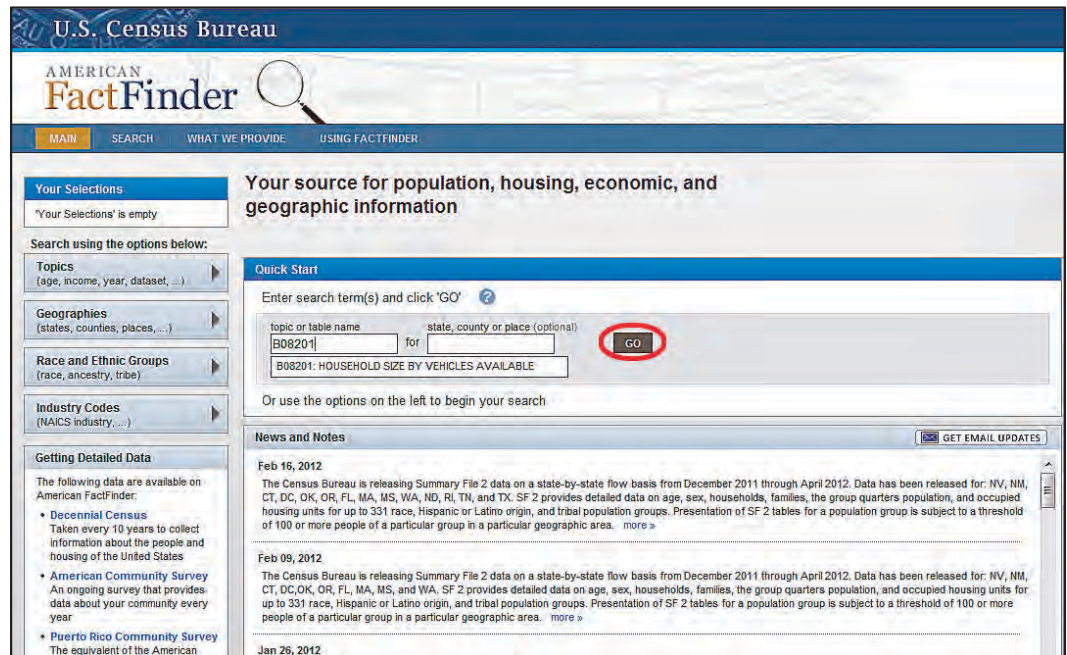 U.S. Census Bureau
AMERICAN
FactFinder
MAIN SEARCH WHAT WE PROVIDE USING FACTFINDER
Your Selections
'Your Selections' is empty
Search using the options below:
Topics
(age, income, year, dataset, ...)
Geographies
(states, counties, places, ...)
Race and Ethnic Groups
(race, ancestry, tribe)
Industry Codes
(NAICS industry, ...)
Getting Detailed Data
The following data are available on
American FactFinder:
• Decennial Census
Taken every 10 years to collect
information about the people and
housing of the United States
• American Community Survey
An ongoing survey that provides
data about your community every
year
• Puerto Rico Community Survey
The equivalent of the American
Your source for population, housing, economic, and
geographic information
Quick Start
Enter search term(s) and click 'GO' ?
topic or table name state, county or place (optional)
B08201 for GO
B08201: HOUSEHOLD SIZE BY VEHICLES AVAILABLE
Or use the options on the left to begin your search
News and Notes GET EMAIL UPDATES
Feb 16, 2012
The Census Bureau is releasing Summary File 2 data on a state-by-state flow basis from December 2011 through April 2012. Data has been released for: NV, NM,
CT, DC, OK, OR, FL, MA, MS, WA, ND, RI, TN, and TX. SF 2 provides detailed data on age, sex, households, families, the group quarters population, and occupied
housing units for up to 331 race, Hispanic or Latino origin, and tribal population groups. Presentation of SF 2 tables for a population group is subject to a threshold
of 100 or more people of a particular group in a particular geographic area. more »
Feb 09, 2012
The Census Bureau is releasing Summary File 2 data on a state-by-state flow basis from December 2011 through April 2012. Data has been released for: NV, NM,
CT, DC,OK, OR, FL, MA, MS, and WA. SF 2 provides detailed data on age, sex, households, families, the group quarters population, and occupied housing units for
up to 331 race, Hispanic or Latino origin, and tribal population groups. Presentation of SF 2 tables for a population group is subject to a threshold of 100 or more
people of a particular group in a particular geographic area. more »
Jan 26, 2012